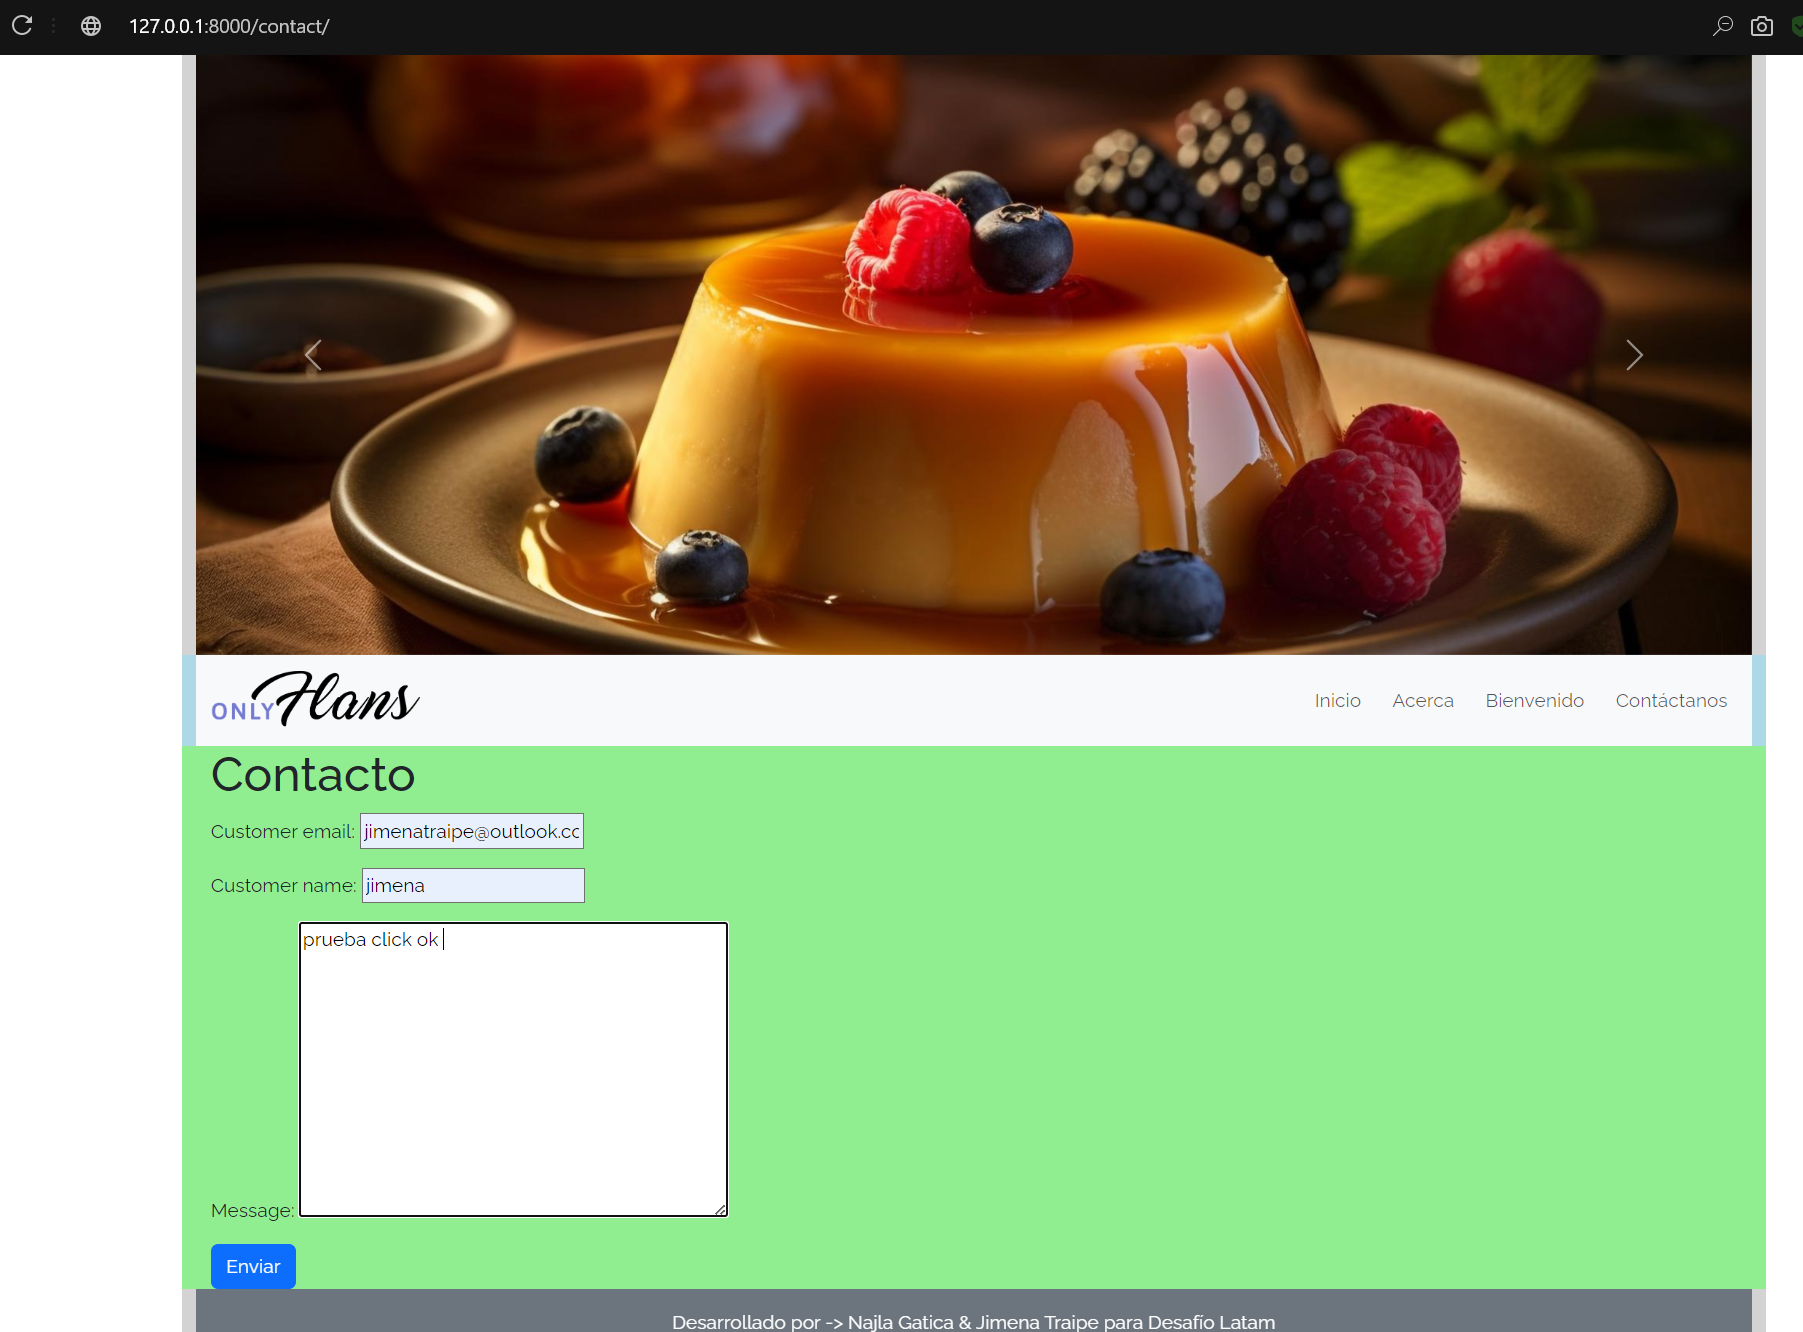 127.0.0.1:8000/contact/
ONLY Flans
Inicio Acerca Bienvenido Contáctanos
Contacto
Customer email: jimenatraipe@outlook.cc
Customer name: jimena
prueba click ok
Message:
Enviar
Desarrollado por -> Najla Gatica & Jimena Traipe para Desafío Latam